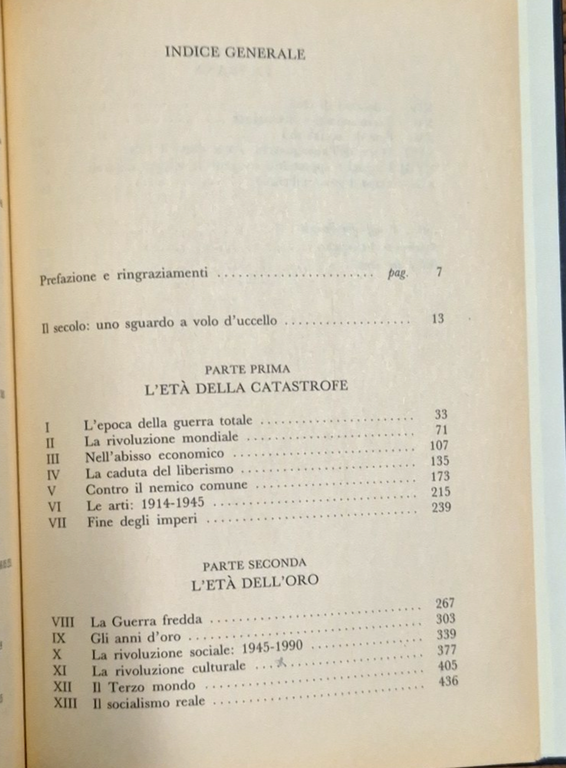 INDICE GENERALE
Prefazione e ringraziamenti ....................... pag. 7
Il secolo: uno sguardo a volo d'uccello ................... 13
PARTE PRIMA
L'ETÀ DELLA CATASTROFE
I L'epoca della guerra totale ....................... 33
II La rivoluzione mondiale ......................... 71
III Nell'abisso economico ........................... 107
IV La caduta del liberismo ......................... 135
V Contro il nemico comune ........................ 173
VI Le arti: 1914-1945 .............................. 215
VII Fine degli imperi ............................... 239
PARTE SECONDA
L'ETÀ DELL'ORO
VIII La Guerra fredda ............................... 267
IX Gli anni d'oro .................................. 303
X La rivoluzione sociale: 1945-1990 ................ 339
XI La rivoluzione culturale ......................... 377
XII Il Terzo mondo ................................. 405
XIII Il socialismo reale .............................. 436